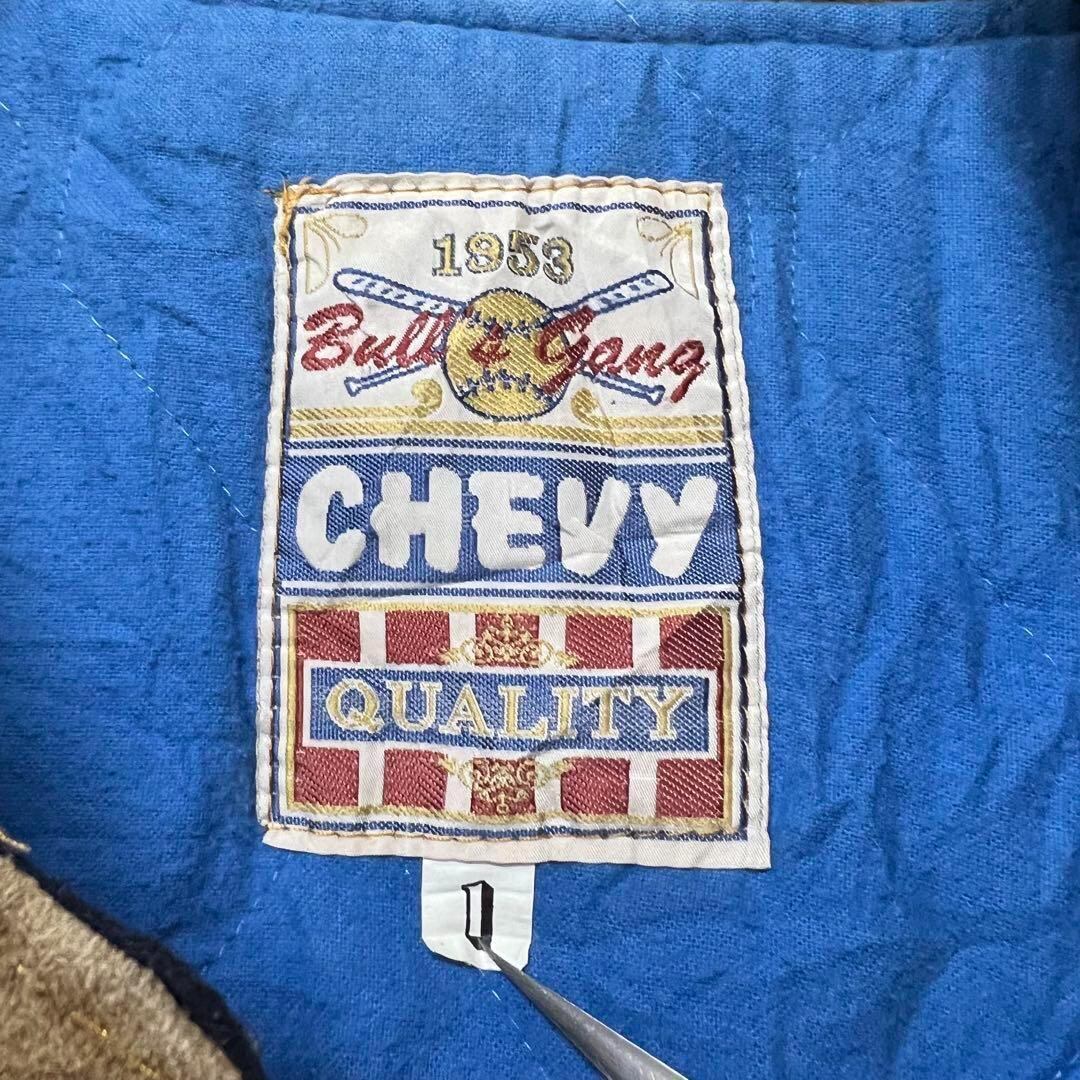 1953
Bull's Gang
CHEVY
QUALITY
1